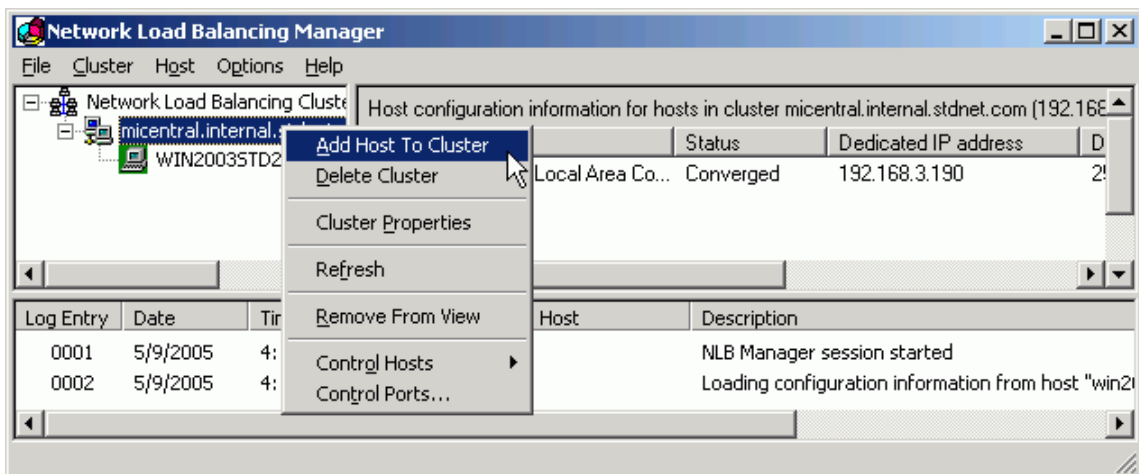 Network Load Balancing Manager
File Cluster Host Options Help
Network Load Balancing Cluste
Host configuration information for hosts in cluster micentral.internal.stdnet.com (192.168
micentral.internal.
Add Host To Cluster
Status Dedicated IP address D
WIN2003STD2
Delete Cluster
Local Area Co... Converged 192.168.3.190
Cluster Properties
Refresh
Remove From View
Log Entry Date Host Description
0001 5/9/2005 4: NLB Manager session started
Control Hosts
0002 5/9/2005 4: Loading configuration information from host "win2
Control Ports...